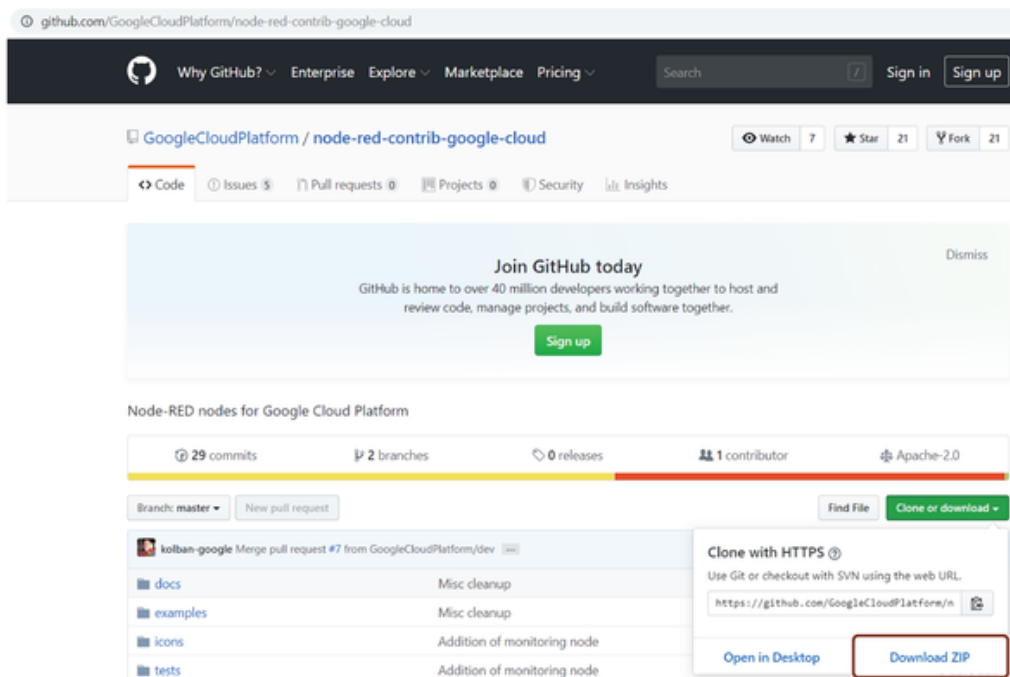 github.com/GoogleCloudPlatform/node-red-contrib-google-cloud
Why GitHub? Enterprise Explore Marketplace Pricing Search / Sign in Sign up
GoogleCloudPlatform / node-red-contrib-google-cloud Watch 7 Star 21 Fork 21
Code Issues 5 Pull requests 0 Projects 0 Security Insights
Dismiss
Join GitHub today
GitHub is home to over 40 million developers working together to host and
review code, manage projects, and build software together.
Sign up
Node-RED nodes for Google Cloud Platform
29 commits 2 branches 0 releases 1 contributor Apache-2.0
Branch: master New pull request Find File Clone or download
kolban-google Merge pull request #7 from GoogleCloudPlatform/dev ...
Clone with HTTPS
Use Git or checkout with SVN using the web URL.
https://github.com/GoogleCloudPlatform/n
Open in Desktop Download ZIP
docs Misc cleanup
examples Misc cleanup
icons Addition of monitoring node
tests Addition of monitoring node